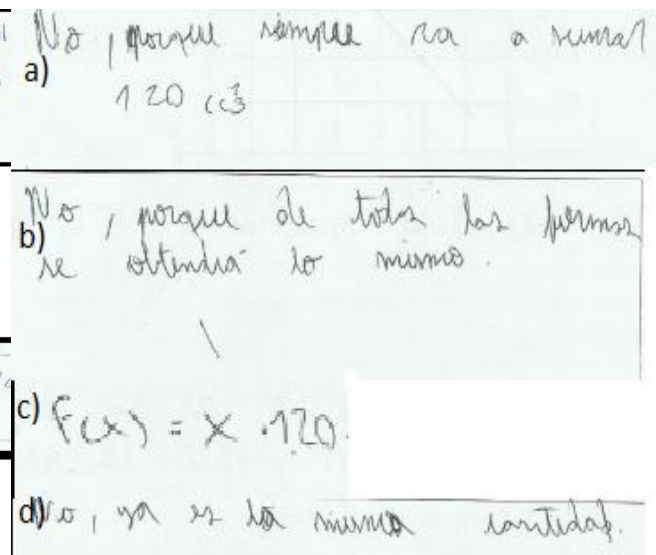 No, porque siempre va a sumar
a)
120 cc3
No, porque de todas las formas
b)
se obtendrá lo mismo.
c) F(x) = x · 120.
d) No, ya es la misma cantidad.